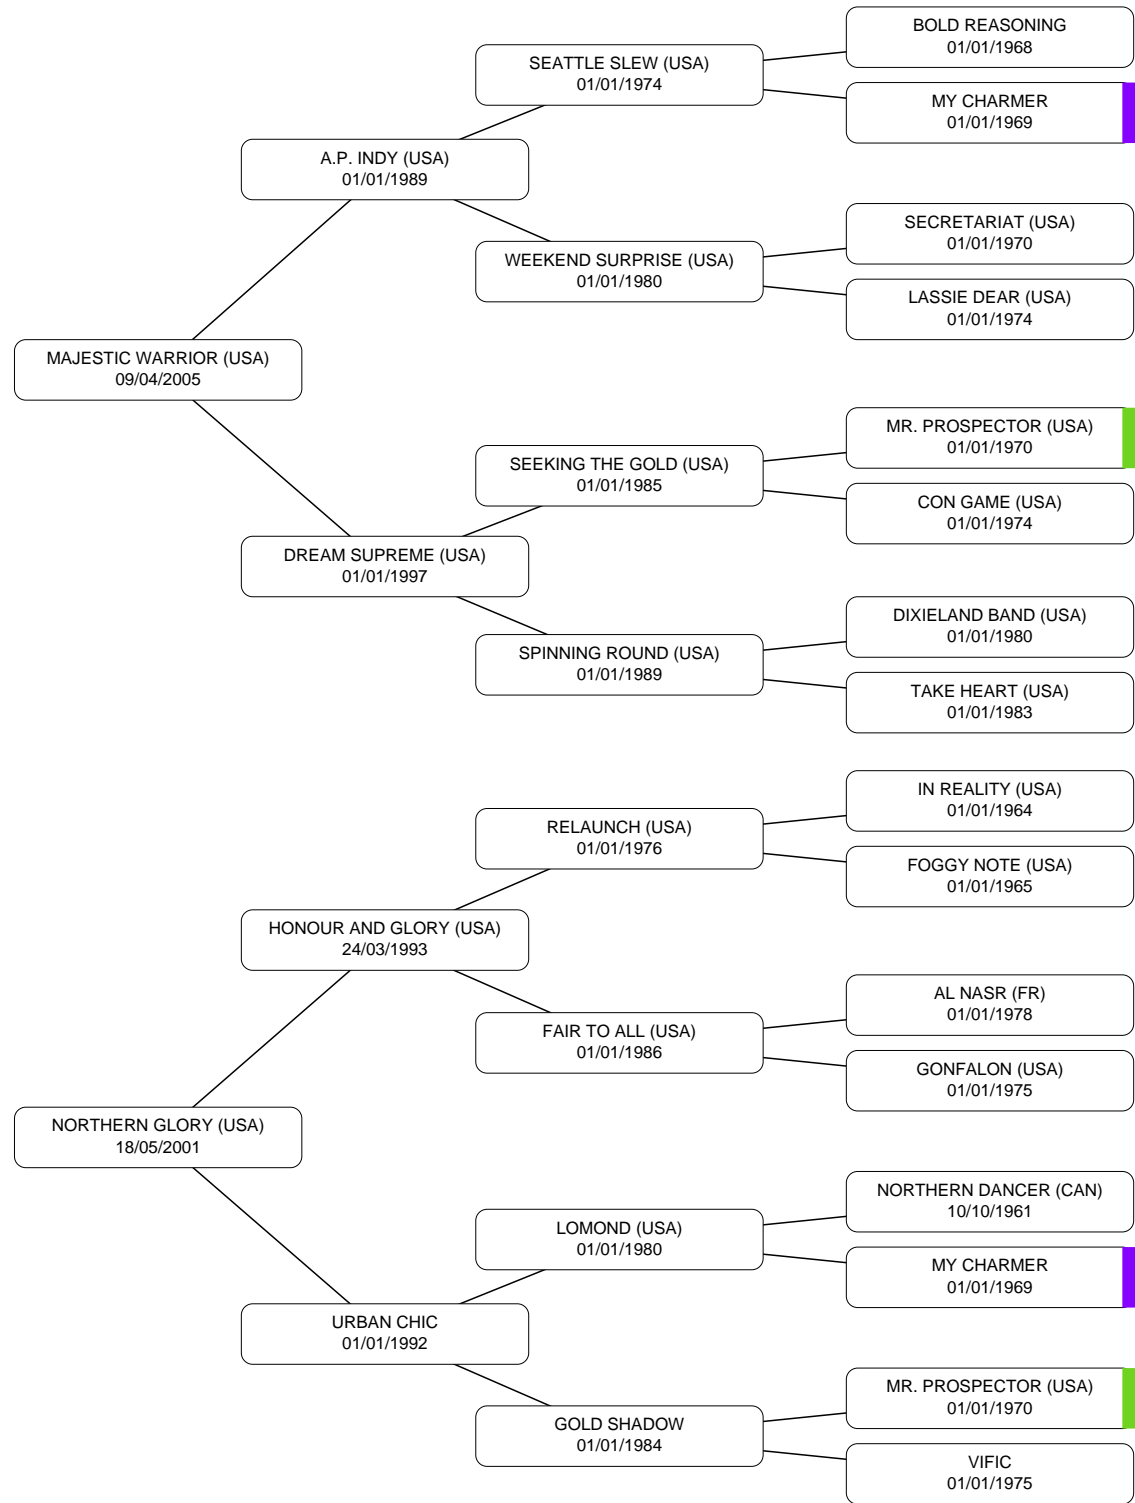 BOLD REASONING
01/01/1968
SEATTLE SLEW (USA)
01/01/1974
MY CHARMER
01/01/1969
A.P. INDY (USA)
01/01/1989
SECRETARIAT (USA)
01/01/1970
WEEKEND SURPRISE (USA)
01/01/1980
LASSIE DEAR (USA)
01/01/1974
MAJESTIC WARRIOR (USA)
09/04/2005
MR. PROSPECTOR (USA)
01/01/1970
SEEKING THE GOLD (USA)
01/01/1985
CON GAME (USA)
01/01/1974
DREAM SUPREME (USA)
01/01/1997
DIXIELAND BAND (USA)
01/01/1980
SPINNING ROUND (USA)
01/01/1989
TAKE HEART (USA)
01/01/1983
IN REALITY (USA)
01/01/1964
RELAUNCH (USA)
01/01/1976
FOGGY NOTE (USA)
01/01/1965
HONOUR AND GLORY (USA)
24/03/1993
AL NASR (FR)
01/01/1978
FAIR TO ALL (USA)
01/01/1986
GONFALON (USA)
01/01/1975
NORTHERN GLORY (USA)
18/05/2001
NORTHERN DANCER (CAN)
10/10/1961
LOMOND (USA)
01/01/1980
MY CHARMER
01/01/1969
URBAN CHIC
01/01/1992
MR. PROSPECTOR (USA)
01/01/1970
GOLD SHADOW
01/01/1984
VIFIC
01/01/1975